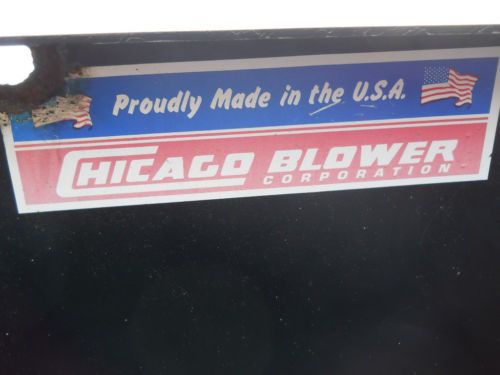 Proudly Made in the U.S.A.
CHICAGO BLOWER
CORPORATION